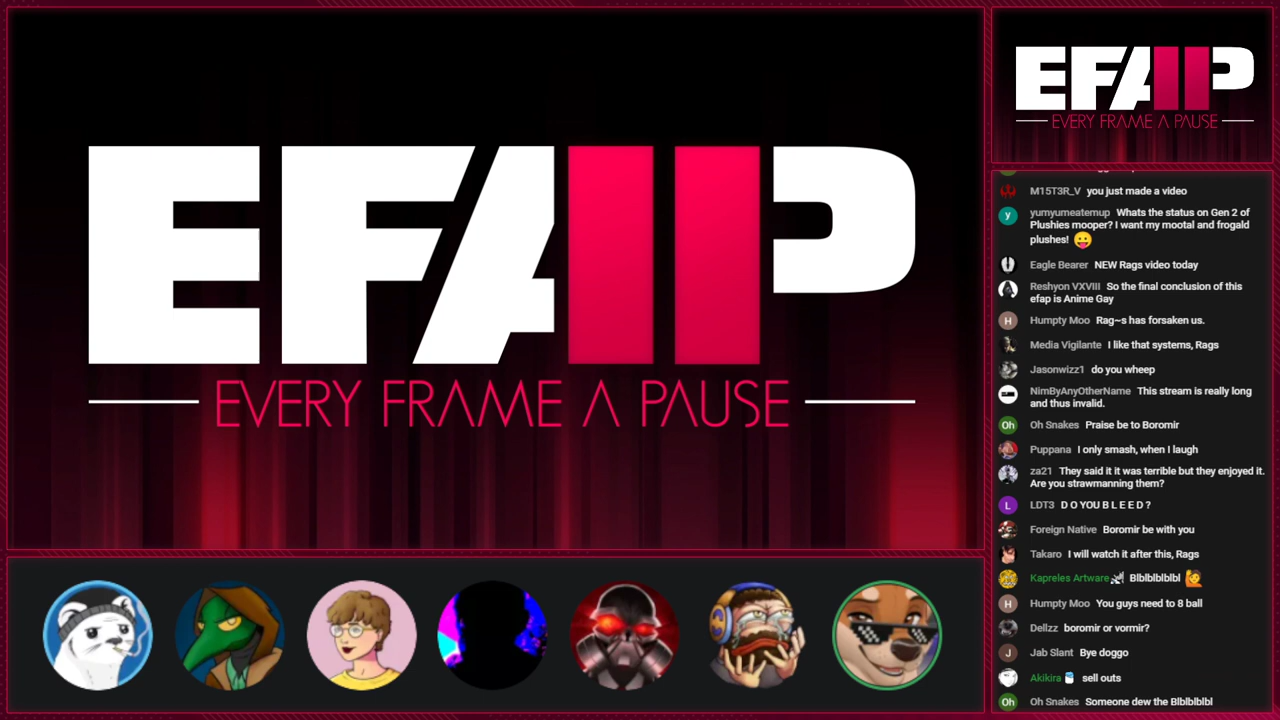 EFAP
EVERY FRAME A PAUSE
EFAP
EVERY FRAME A PAUSE
M15T3R_V you just made a video
yumyumeatemup Whats the status on Gen 2 of
Plushies mooper? I want my mootal and frogald
plushes!
Eagle Bearer NEW Rags video today
Reshyon VXVIII So the final conclusion of this
efap is Anime Gay
Humpty Moo Rag~s has forsaken us.
Media Vigilante I like that systems, Rags
Jasonwizz1 do you wheep
NimByAnyOtherName This stream is really long
and thus invalid.
Oh Snakes Praise be to Boromir
Puppana I only smash, when I laugh
za21 They said it it was terrible but they enjoyed it.
Are you strawmanning them?
LDT3 D O YOU B L E E D ?
Foreign Native Boromir be with you
Takaro I will watch it after this, Rags
Kapreles Artware Blblblblblbl
Humpty Moo You guys need to 8 ball
Dellzz boromir or vormir?
Jab Slant Bye doggo
Akikira sell outs
Oh Snakes Someone dew the Blblblblbl